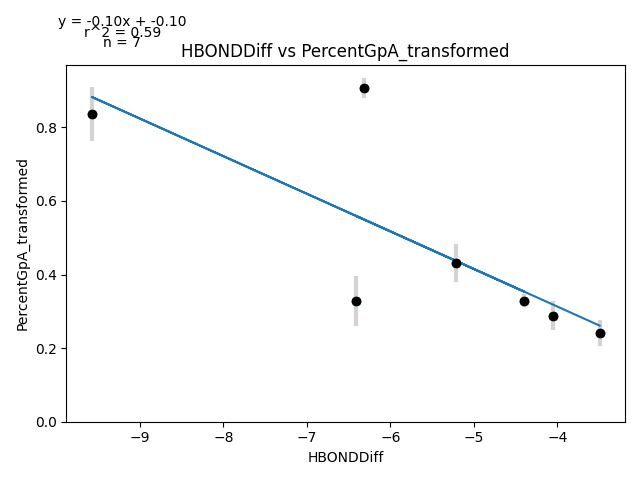 y = -0.10x + -0.10
r^2 = 0.59
n = 7
HBONDDiff vs PercentGpA_transformed
PercentGpA_transformed
0.8
0.6
0.4
0.2
0.0
−9 −8 −7 −6 −5 −4
HBONDDiff